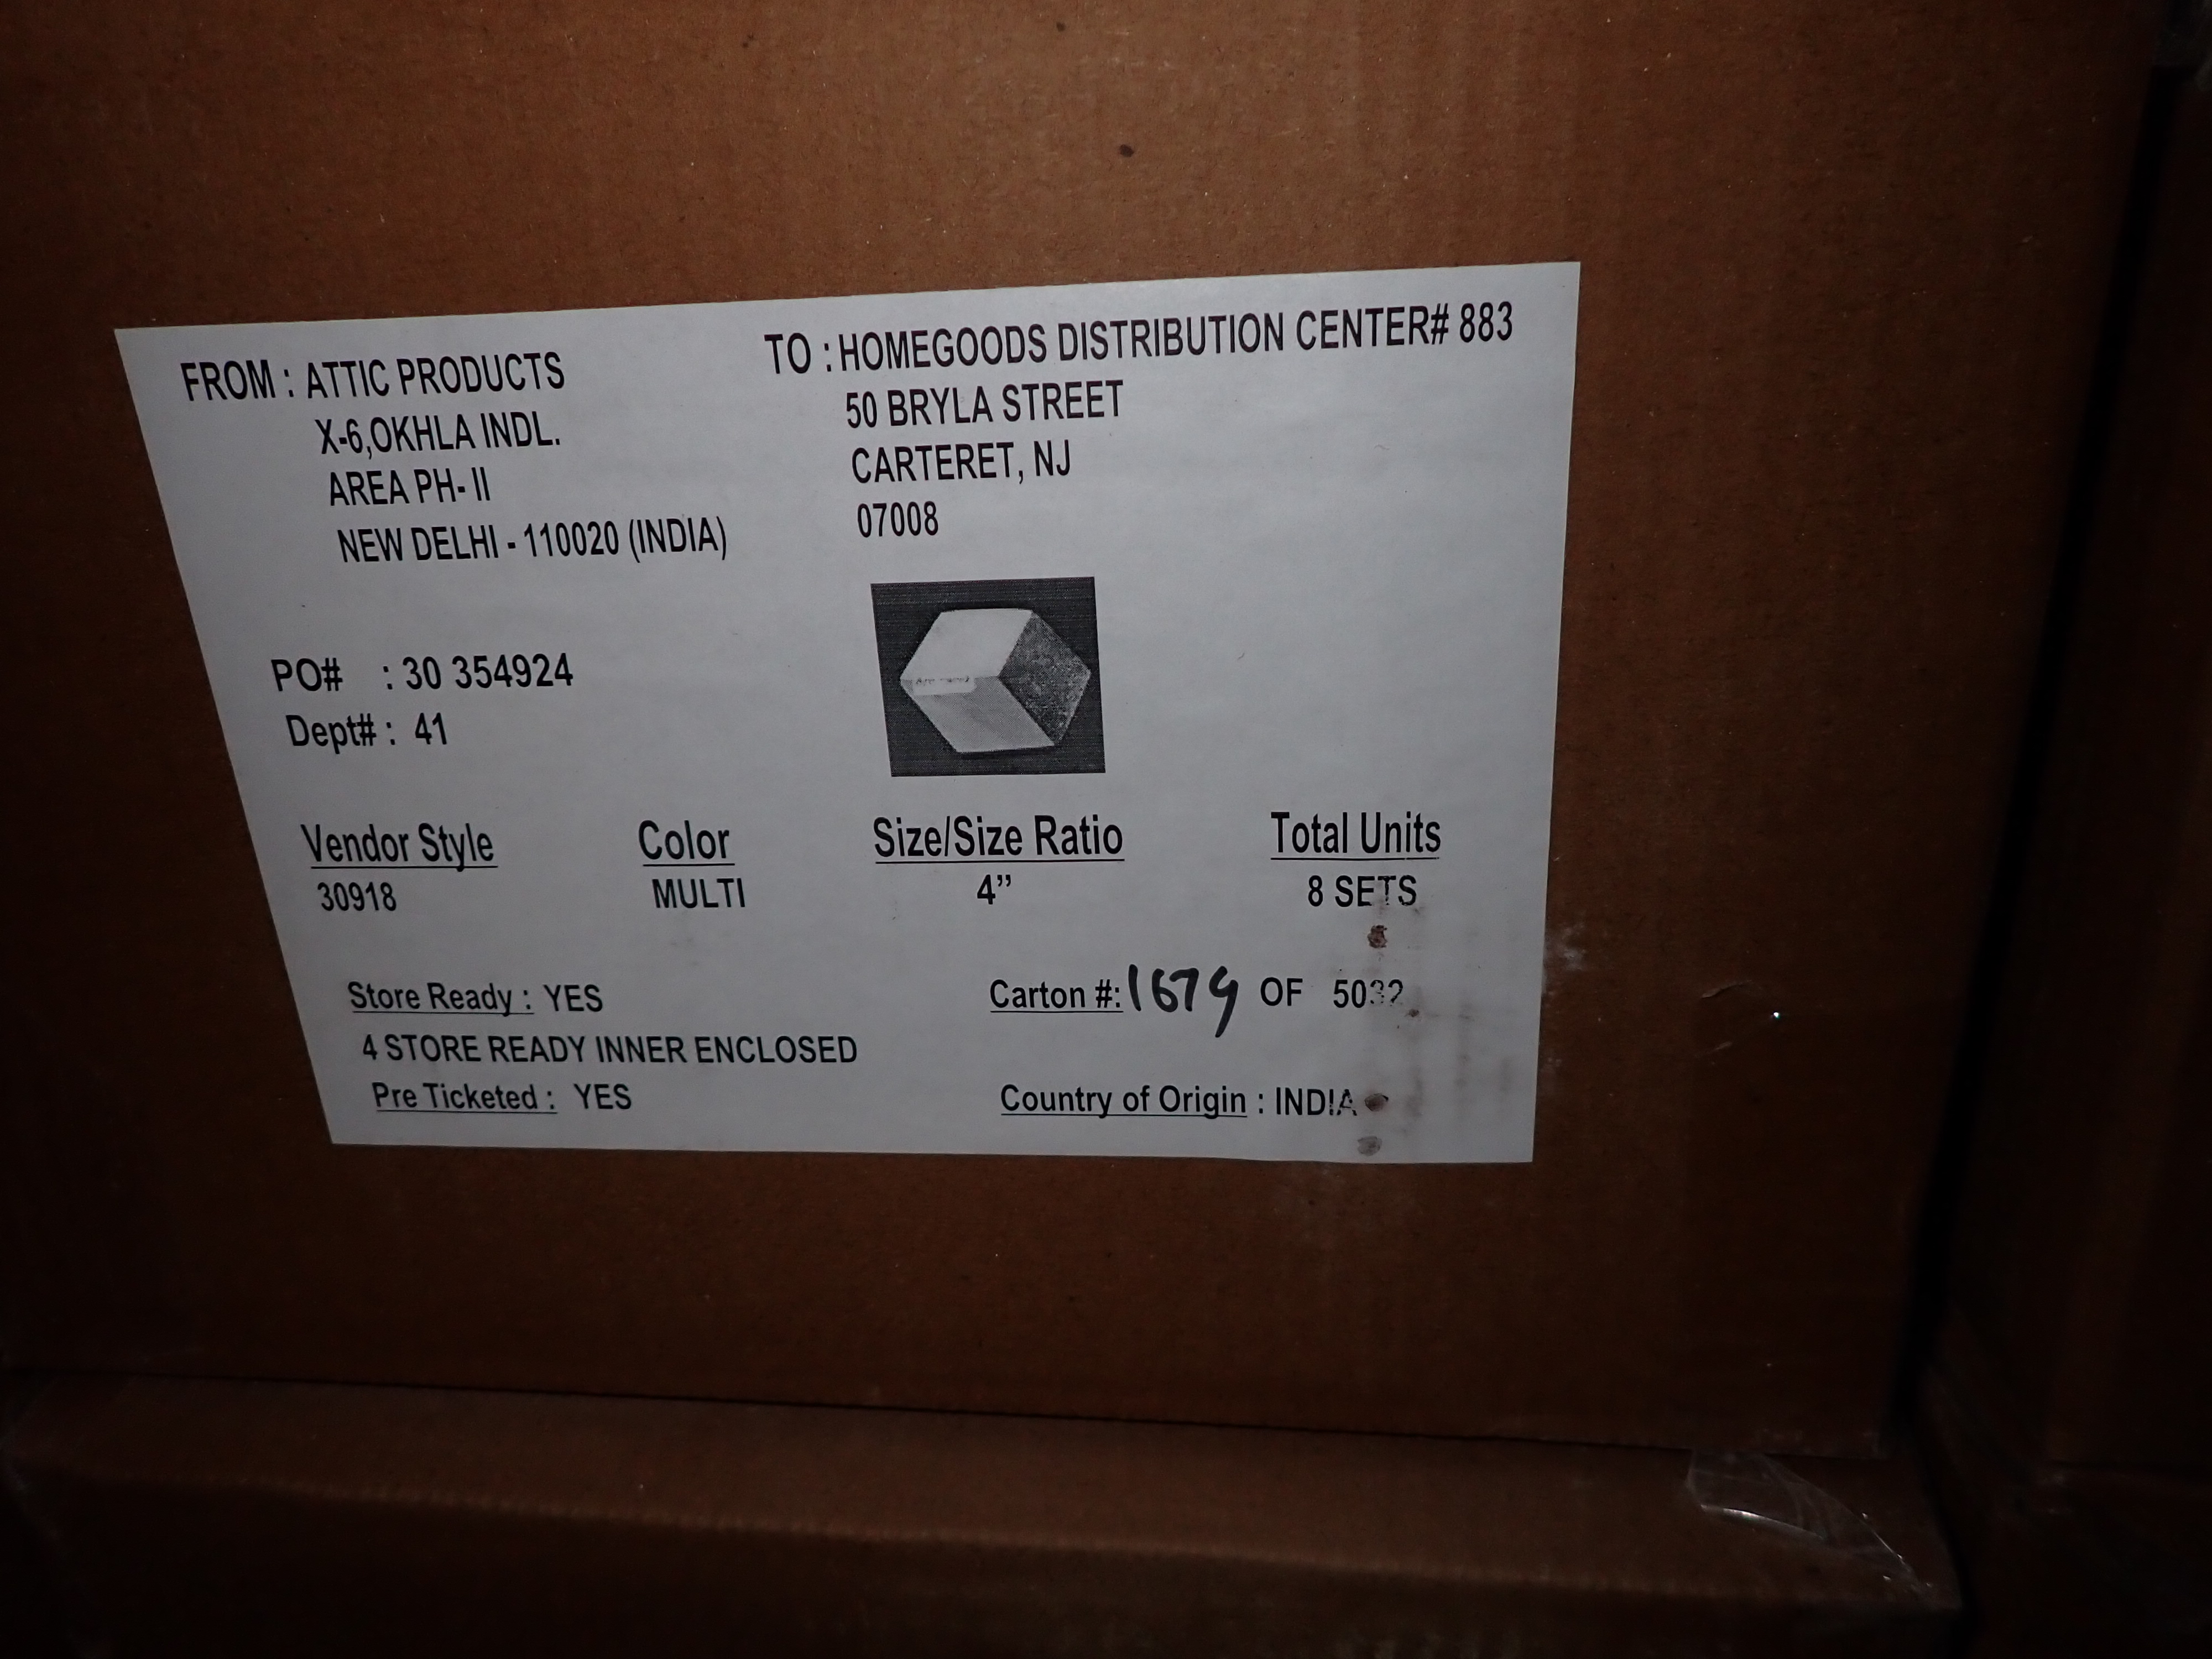 FROM : ATTIC PRODUCTS
X-6,OKHLA INDL.
AREA PH- II
NEW DELHI - 110020 (INDIA)
TO : HOMEGOODS DISTRIBUTION CENTER# 883
50 BRYLA STREET
CARTERET, NJ
07008
PO# : 30 354924
Dept# : 41
Vendor Style Color Size/Size Ratio Total Units
30918 MULTI 4” 8 SETS
Store Ready : YES
4 STORE READY INNER ENCLOSED
Pre Ticketed : YES
Carton #: 1679 OF 5032
Country of Origin : INDIA